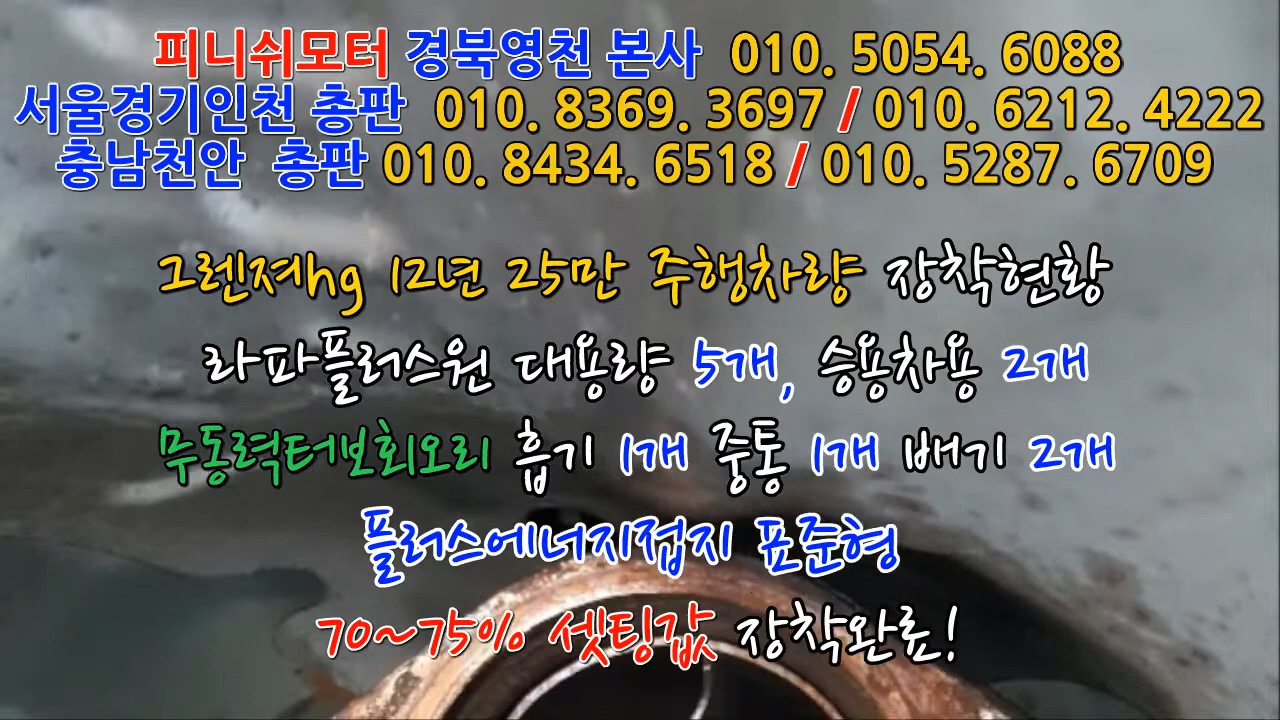 피니쉬모터 경북영천 본사 010. 5054. 6088
서울경기인천 총판 010. 8369. 3697 / 010. 6212. 4222
충남천안 총판 010. 8434. 6518 / 010. 5287. 6709
그렌져hg 12년 25만 주행차량 장착현황
라파플러스원 대용량 5개, 승용차용 2개
무동력터보회오리 흡기 1개 중통 1개 배기 2개
플러스에너지접지 표준형
70~75% 셋팅값 장착완료!